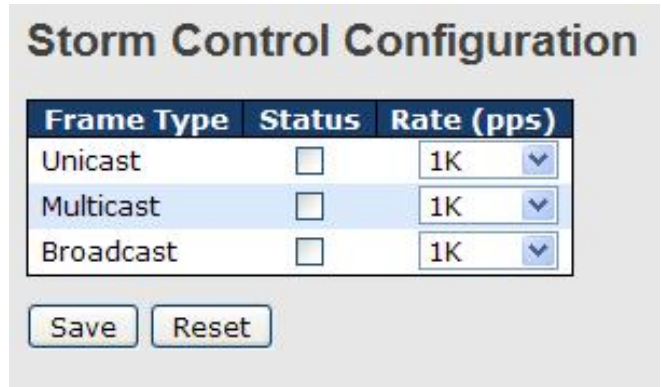 Storm Control Configuration
Frame Type Status Rate (pps)
Unicast 1K
Multicast 1K
Broadcast 1K
Save Reset